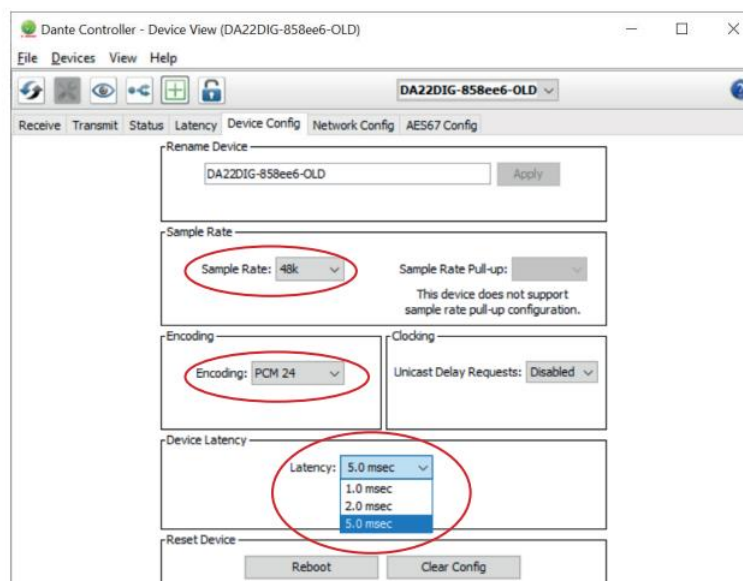 Dante Controller - Device View (DA22DIG-858ee6-OLD)
File Devices View Help
DA22DIG-858ee6-OLD
?
Receive Transmit Status Latency Device Config Network Config AES67 Config
Rename Device
DA22DIG-858ee6-OLD Apply
Sample Rate
Sample Rate: 48k Sample Rate Pull-up:
This device does not support
sample rate pull-up configuration.
Encoding Clocking
Encoding: PCM 24 Unicast Delay Requests: Disabled
Device Latency
Latency: 5.0 msec
1.0 msec
2.0 msec
5.0 msec
Reset Device
Reboot Clear Config